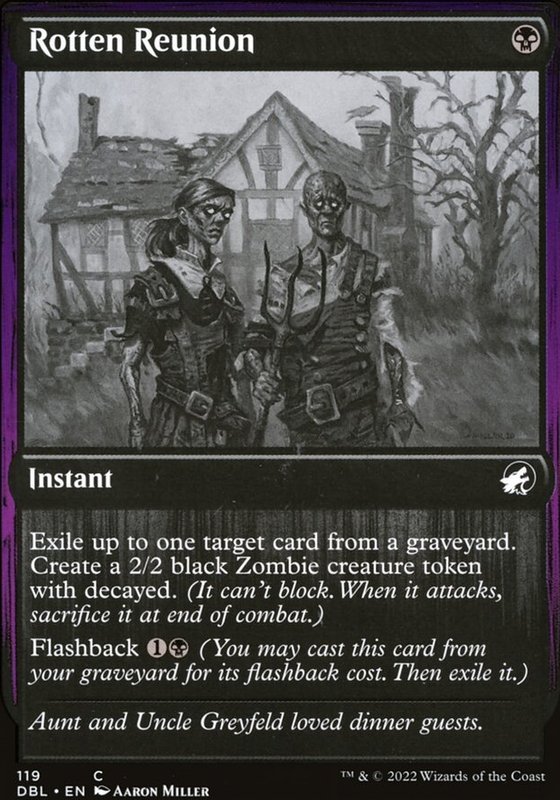 Rotten Reunion
Instant
Exile up to one target card from a graveyard.
Create a 2/2 black Zombie creature token
with decayed. (It can't block. When it attacks,
sacrifice it at end of combat.)
Flashback 1 (You may cast this card from
your graveyard for its flashback cost. Then exile it.)
Aunt and Uncle Greyfeld loved dinner guests.
119 C
DBL • EN AARON MILLER
™ & © 2022 Wizards of the Coast